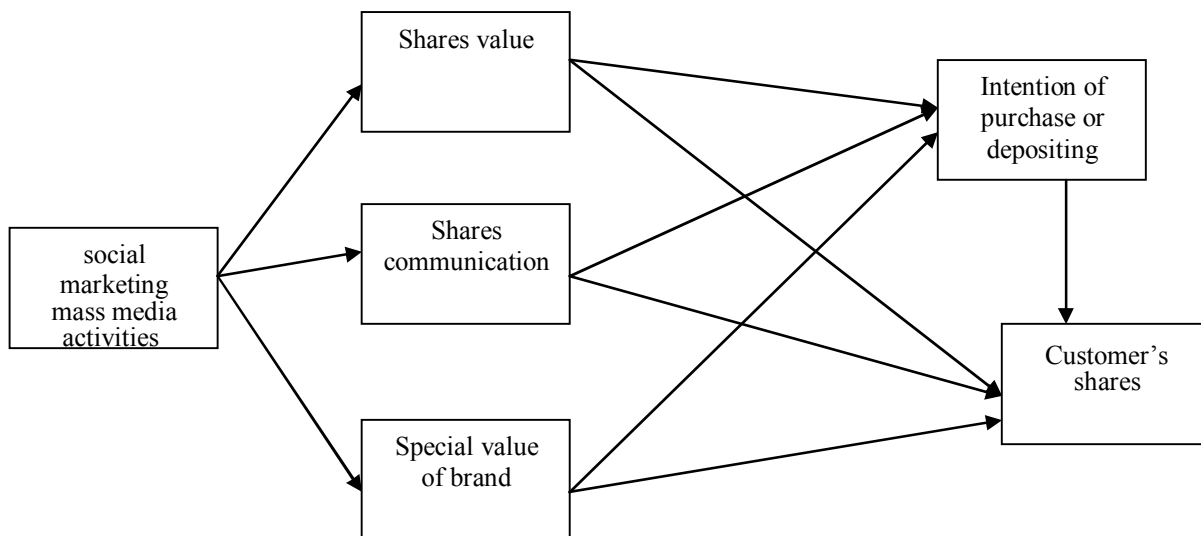 Shares value
Intention of
purchase or
depositing
Shares
communication
social
marketing
mass media
activities
Customer’s
shares
Special value
of brand